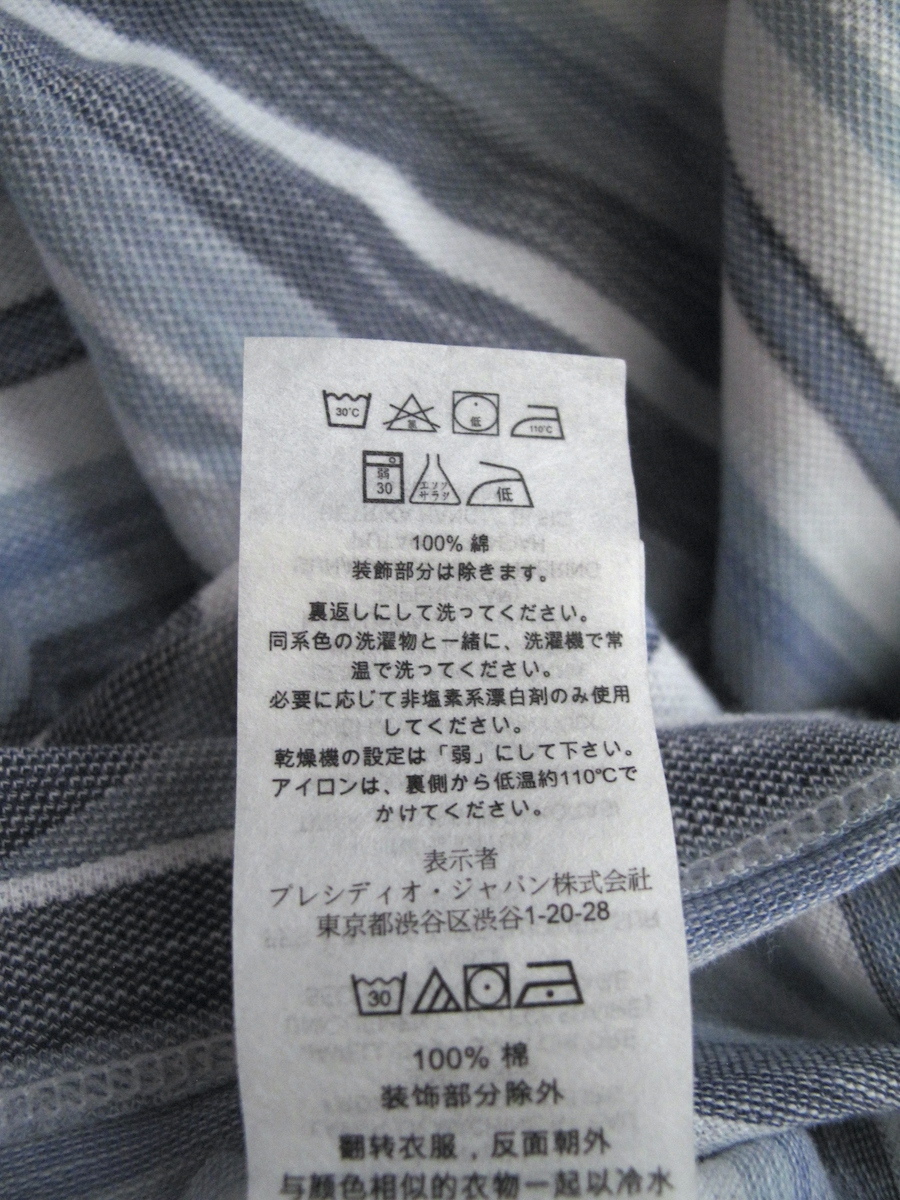 30℃ 低 110℃
弱 30 エンソ サラシ 低
100% 綿
装飾部分は除きます。
裏返しにして洗ってください。
同系色の洗濯物と一緒に、洗濯機で常
温で洗ってください。
必要に応じて非塩素系漂白剤のみ使用
してください。
乾燥機の設定は「弱」にして下さい。
アイロンは、裏側から低温約110℃で
かけてください。
表示者
プレシディオ・ジャパン株式会社
東京都渋谷区渋谷1-20-28
30
100% 棉
装饰部分除外
翻转衣服，反面朝外
与颜色相似的衣物一起以冷水